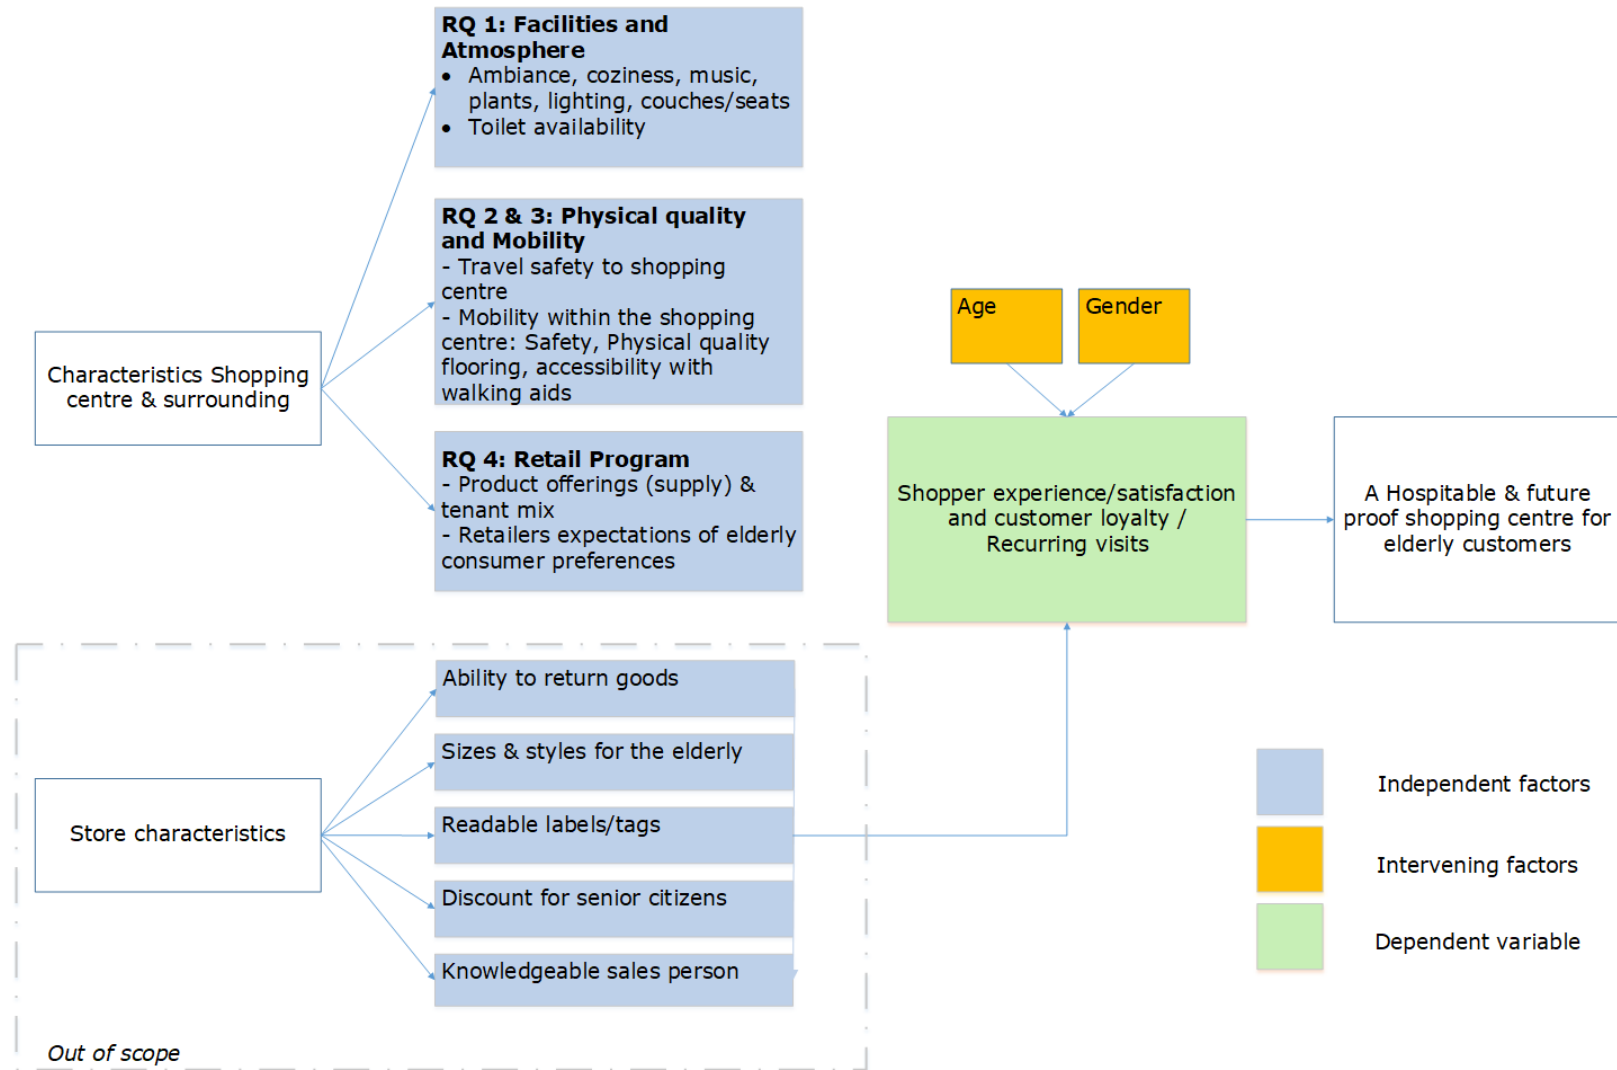 RQ 1: Facilities and
Atmosphere
• Ambiance, coziness, music,
plants, lighting, couches/seats
• Toilet availability
RQ 2 & 3: Physical quality
and Mobility
- Travel safety to shopping
centre
- Mobility within the shopping
centre: Safety, Physical quality
flooring, accessibility with
walking aids
Characteristics Shopping
centre & surrounding
RQ 4: Retail Program
- Product offerings (supply) &
tenant mix
- Retailers expectations of elderly
consumer preferences
Age
Gender
Shopper experience/satisfaction
and customer loyalty /
Recurring visits
A Hospitable & future
proof shopping centre for
elderly customers
Store characteristics
Ability to return goods
Sizes & styles for the elderly
Readable labels/tags
Discount for senior citizens
Knowledgeable sales person
Out of scope
Independent factors
Intervening factors
Dependent variable